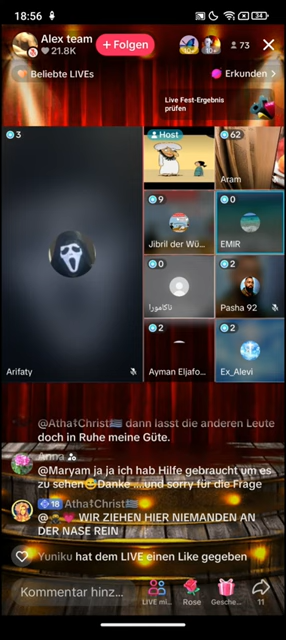 18:56
34
Alex team
21.8K
+ Folgen
73
Beliebte LIVEs
Erkunden >
Live Fest-Ergebnis
prüfen
3
Host
62
Aram
9
Jibril der Wü...
0
EMIR
0
ناكامورا
2
Pasha 92
Arifaty
2
Ayman Eljafo...
2
Ex_Alevi
@Atha☦Christ🇬🇷 dann lasst die anderen Leute
doch in Ruhe meine Güte.
Anna
@Maryam ja ja ich hab Hilfe gebraucht um es
zu sehen😅Danke ....und sorry für die Frage
18 Atha☦Christ🇬🇷
WIR ZIEHEN HIER NIEMANDEN AN
DER NASE REIN
Yuniku hat dem LIVE einen Like gegeben
Kommentar hinz...
LIVE mi...
Rose
Gesche...
11